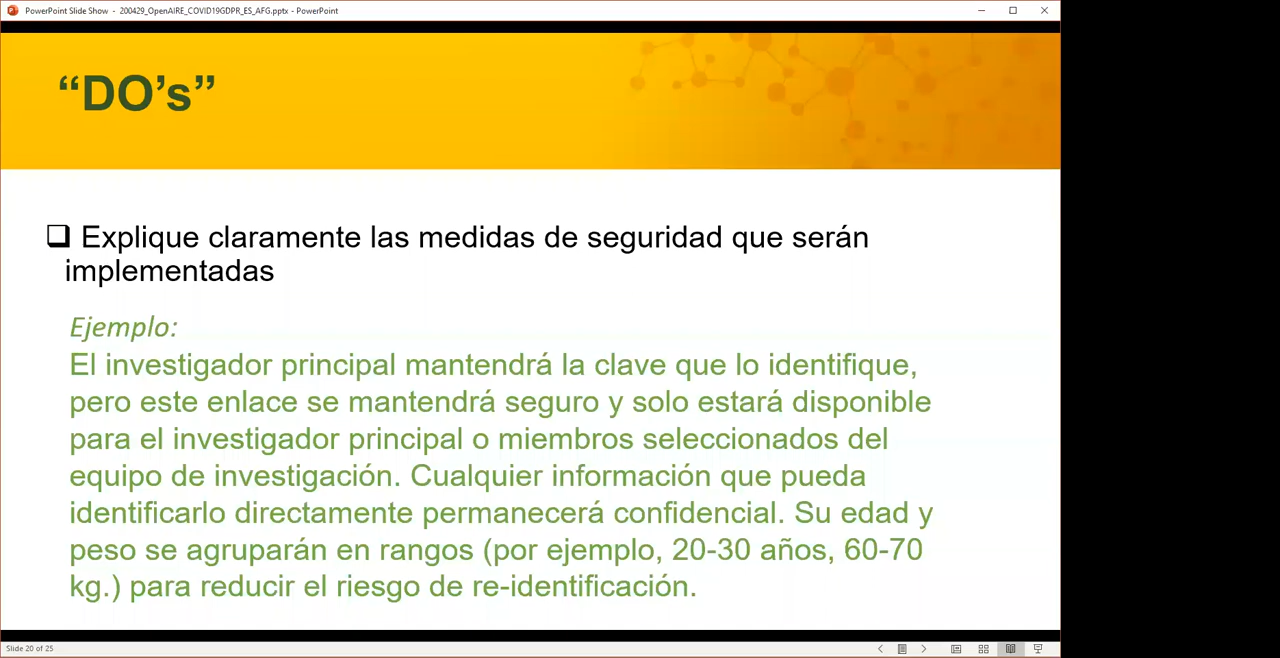 PowerPoint Slide Show - 200429_OpenAIRE_COVID19GDPR_ES_AFG.pptx - PowerPoint
“DO’s”
❑ Explique claramente las medidas de seguridad que serán
implementadas
Ejemplo:
El investigador principal mantendrá la clave que lo identifique,
pero este enlace se mantendrá seguro y solo estará disponible
para el investigador principal o miembros seleccionados del
equipo de investigación. Cualquier información que pueda
identificarlo directamente permanecerá confidencial. Su edad y
peso se agruparán en rangos (por ejemplo, 20-30 años, 60-70
kg.) para reducir el riesgo de re-identificación.
Slide 20 of 25